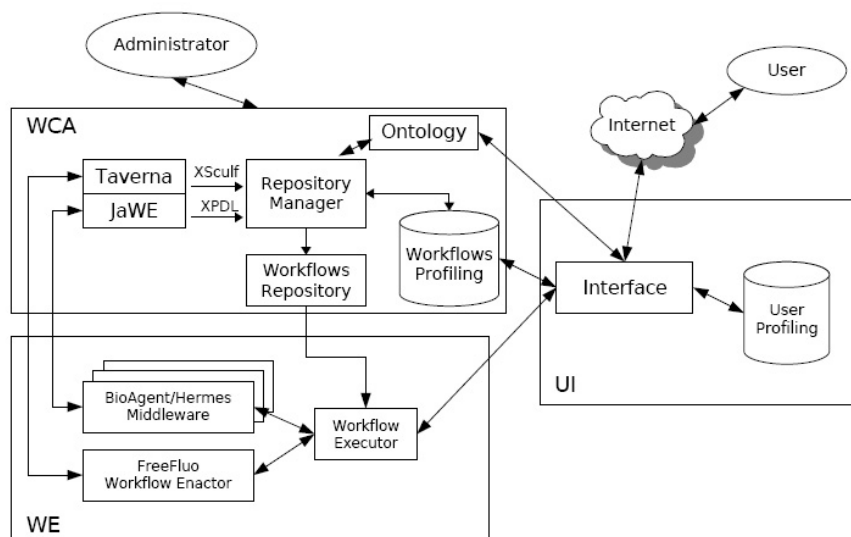 Administrator
User
Internet
WCA
Ontology
Taverna
XSculf
JaWE
XPDL
Repository
Manager
Workflows
Repository
Workflows
Profiling
Interface
User
Profiling
UI
BioAgent/Hermes
Middleware
Workflow
Executor
FreeFluo
Workflow Enactor
WE